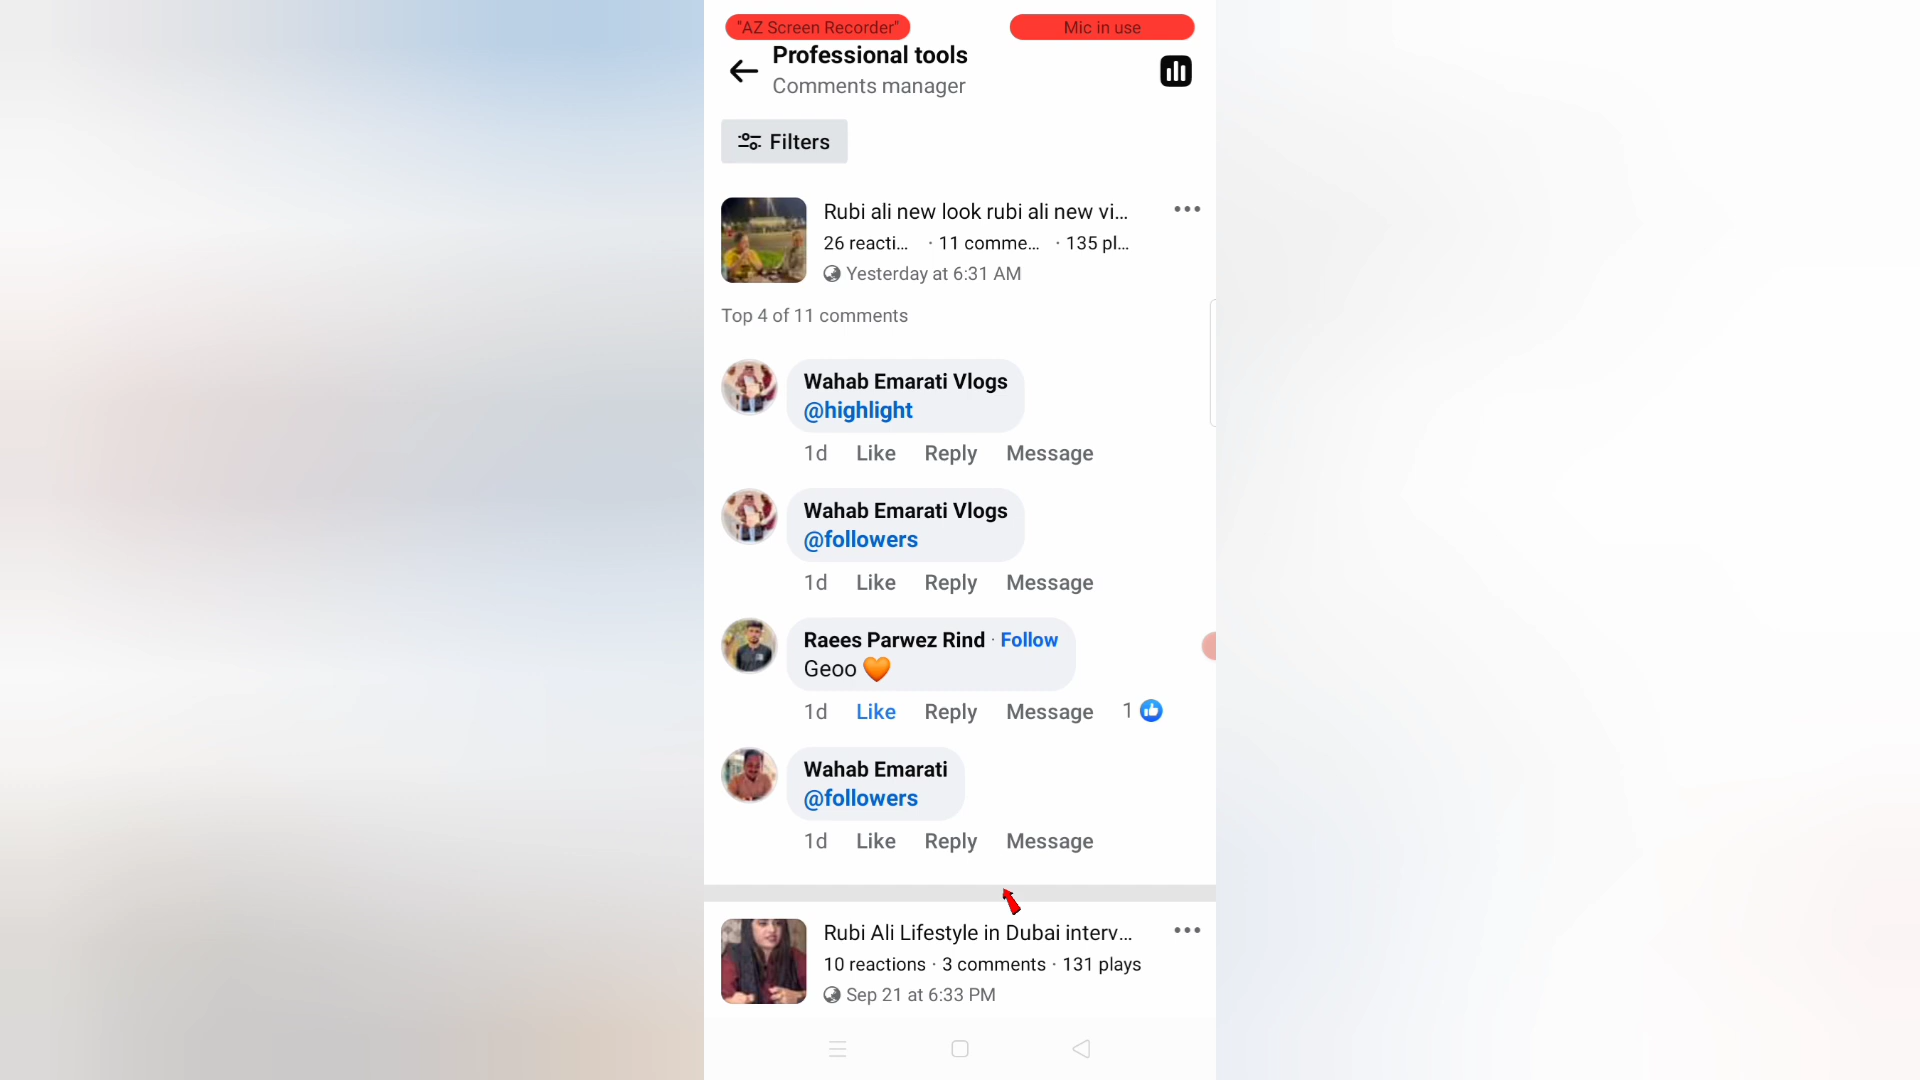 "AZ Screen Recorder"
Mic in use
Professional tools
Comments manager
Filters
Rubi ali new look rubi ali new vi...
26 reacti... · 11 comme... · 135 pl...
Yesterday at 6:31 AM
Top 4 of 11 comments
Wahab Emarati Vlogs
@highlight
1d Like Reply Message
Wahab Emarati Vlogs
@followers
1d Like Reply Message
Raees Parwez Rind · Follow
Geoo 🧡
1d Like Reply Message 1
Wahab Emarati
@followers
1d Like Reply Message
Rubi Ali Lifestyle in Dubai interv...
10 reactions · 3 comments · 131 plays
Sep 21 at 6:33 PM